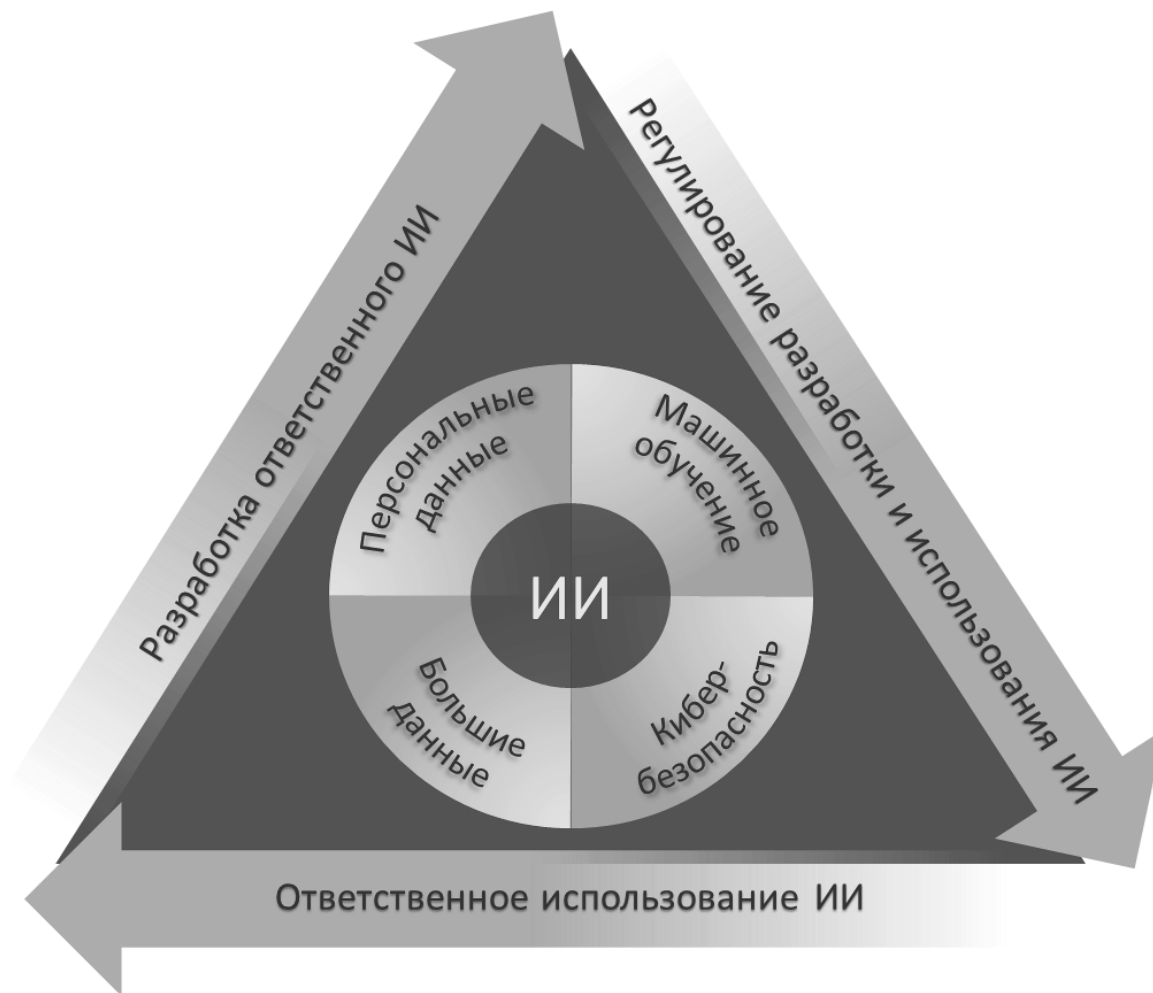 Разработка ответственного ИИ
Регулирование разработки и использования ИИ
Персональные
данные
Машинное
обучение
ИИ
Большие
данные
Кибер-
безопасность
Ответственное использование ИИ